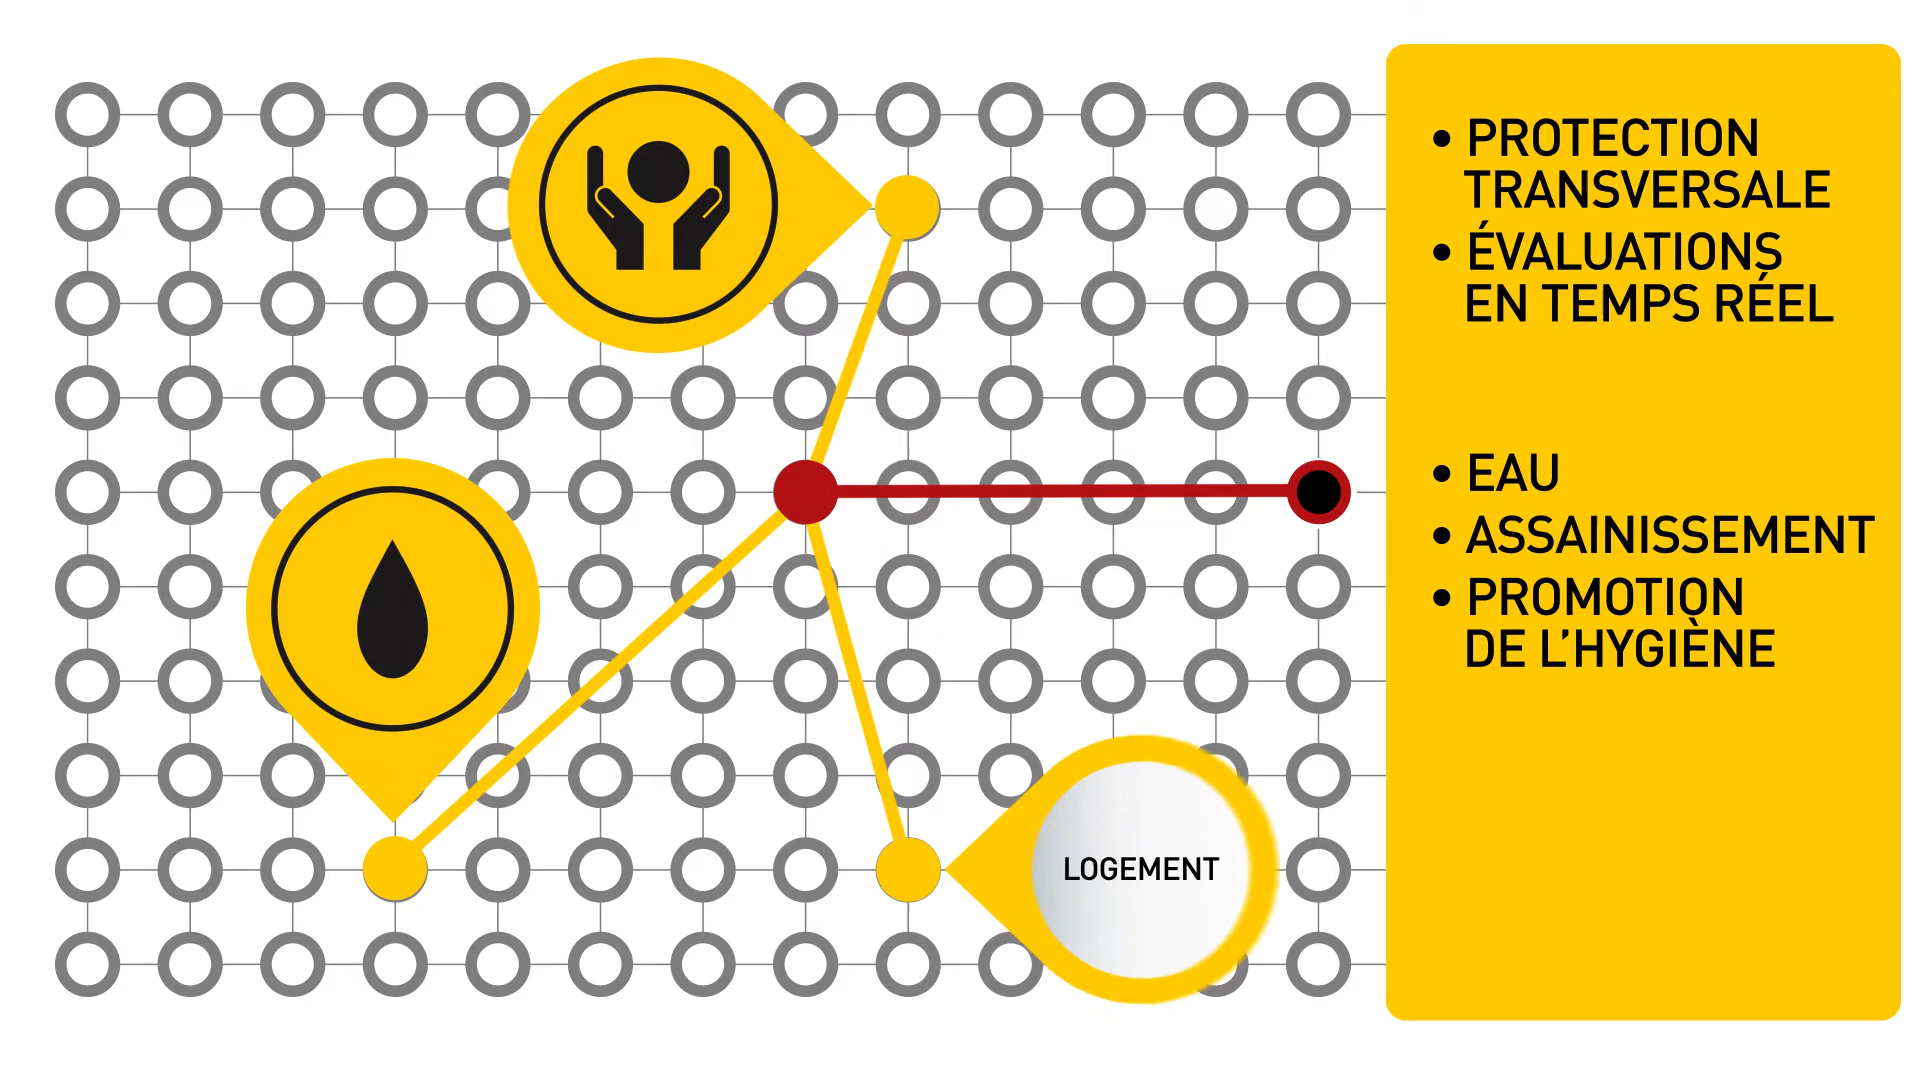 • PROTECTION
TRANSVERSALE
• ÉVALUATIONS
EN TEMPS RÉEL
• EAU
• ASSAINISSEMENT
• PROMOTION
DE L’HYGIÈNE
LOGEMENT